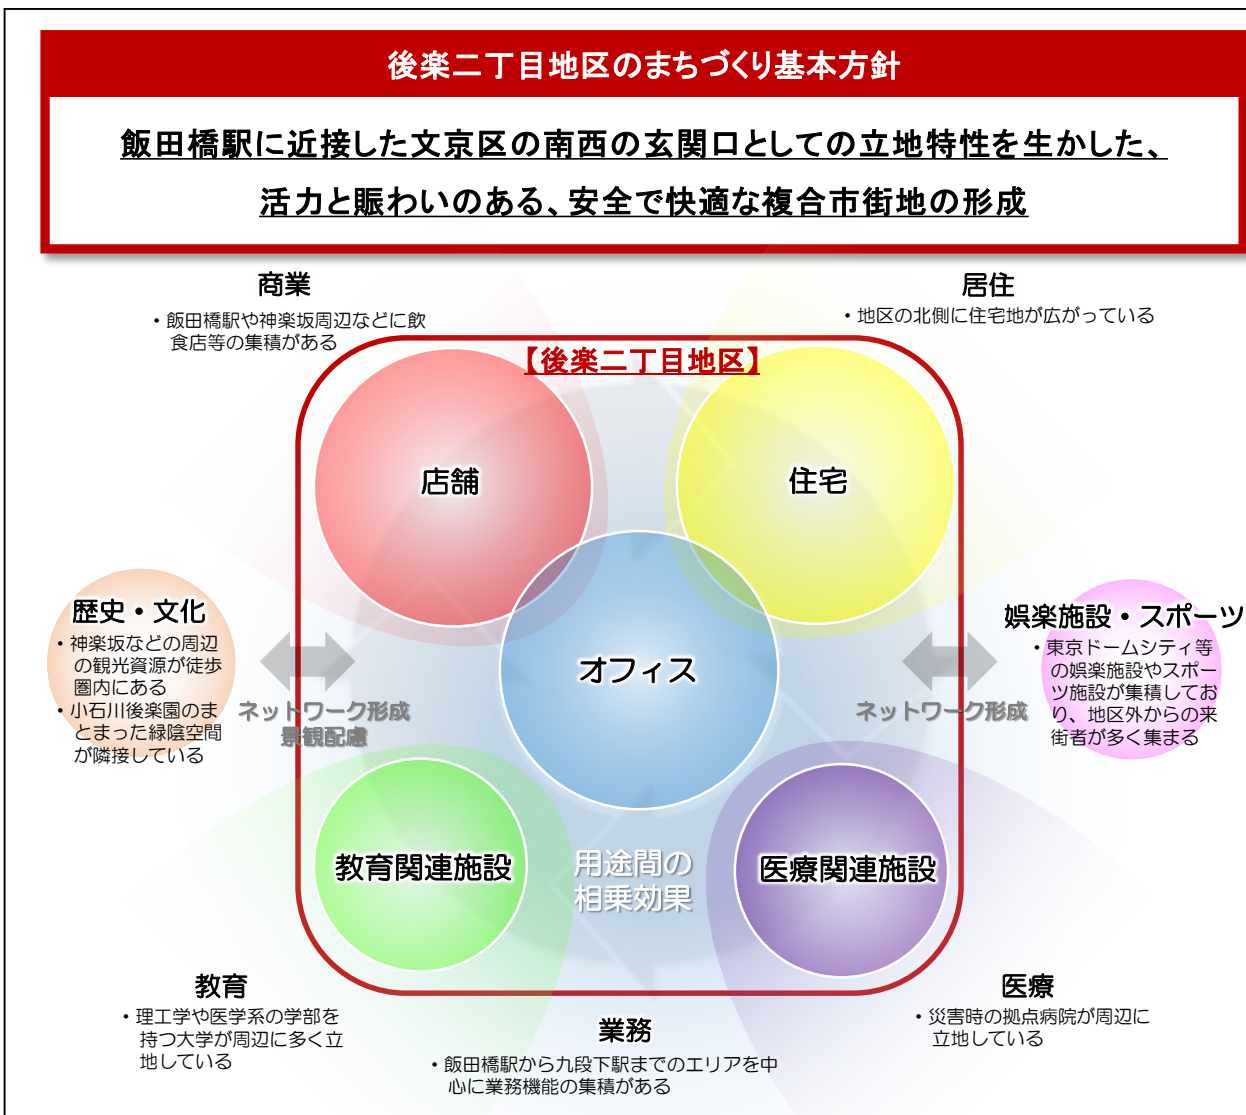 後楽二丁目地区のまちづくり基本方針
飯田橋駅に近接した文京区の南西の玄関口としての立地特性を生かした、
活力と賑わいのある、安全で快適な複合市街地の形成
商業
・飯田橋駅や神楽坂周辺などに飲
食店等の集積がある
居住
・地区の北側に住宅地が広がっている
【後楽二丁目地区】
店舗
住宅
歴史・文化
・神楽坂などの周辺
の観光資源が徒歩
圏内にある
・小石川後楽園のま
とまった緑陰空間
が隣接している
ネットワーク形成
景観配慮
オフィス
ネットワーク形成
娯楽施設・スポーツ
・東京ドームシティ等
の娯楽施設やスポー
ツ施設が集積してお
り、地区外からの来
街者が多く集まる
教育関連施設
用途間の
相乗効果
医療関連施設
教育
・理工学や医学系の学部を
持つ大学が周辺に多く立
地している
業務
・飯田橋駅から九段下駅までのエリアを中
心に業務機能の集積がある
医療
・災害時の拠点病院が周辺に
立地している